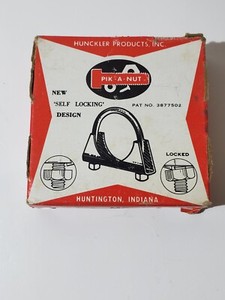 HUNCKLER PRODUCTS, INC.
PIK-A-NUT
NEW
'SELF LOCKING'
DESIGN
PAT NO. 3877502
LOCKED
HUNTINGTON, INDIANA